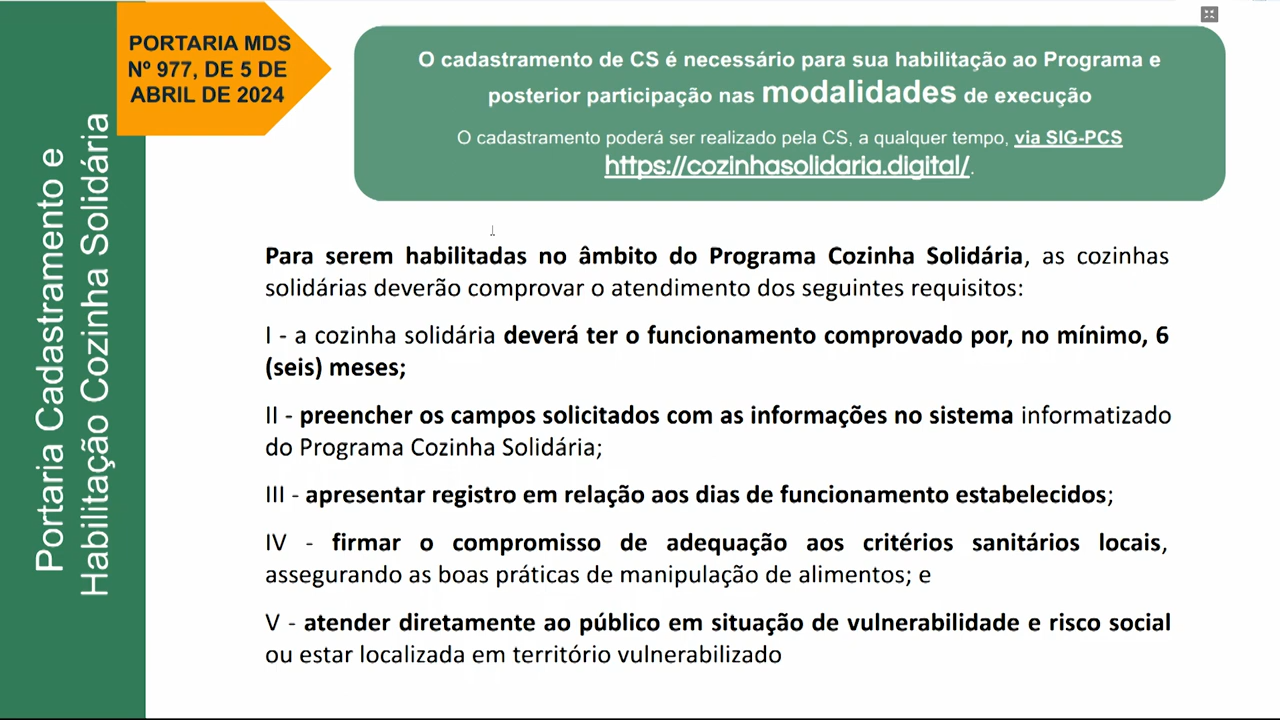 PORTARIA MDS
Nº 977, DE 5 DE
ABRIL DE 2024
Portaria Cadastramento e
Habilitação Cozinha Solidária
O cadastramento de CS é necessário para sua habilitação ao Programa e
posterior participação nas modalidades de execução
O cadastramento poderá ser realizado pela CS, a qualquer tempo, via SIG-PCS
https://cozinhasolidaria.digital/.
Para serem habilitadas no âmbito do Programa Cozinha Solidária, as cozinhas
solidárias deverão comprovar o atendimento dos seguintes requisitos:
I - a cozinha solidária deverá ter o funcionamento comprovado por, no mínimo, 6
(seis) meses;
II - preencher os campos solicitados com as informações no sistema informatizado
do Programa Cozinha Solidária;
III - apresentar registro em relação aos dias de funcionamento estabelecidos;
IV - firmar o compromisso de adequação aos critérios sanitários locais,
assegurando as boas práticas de manipulação de alimentos; e
V - atender diretamente ao público em situação de vulnerabilidade e risco social
ou estar localizada em território vulnerabilizado